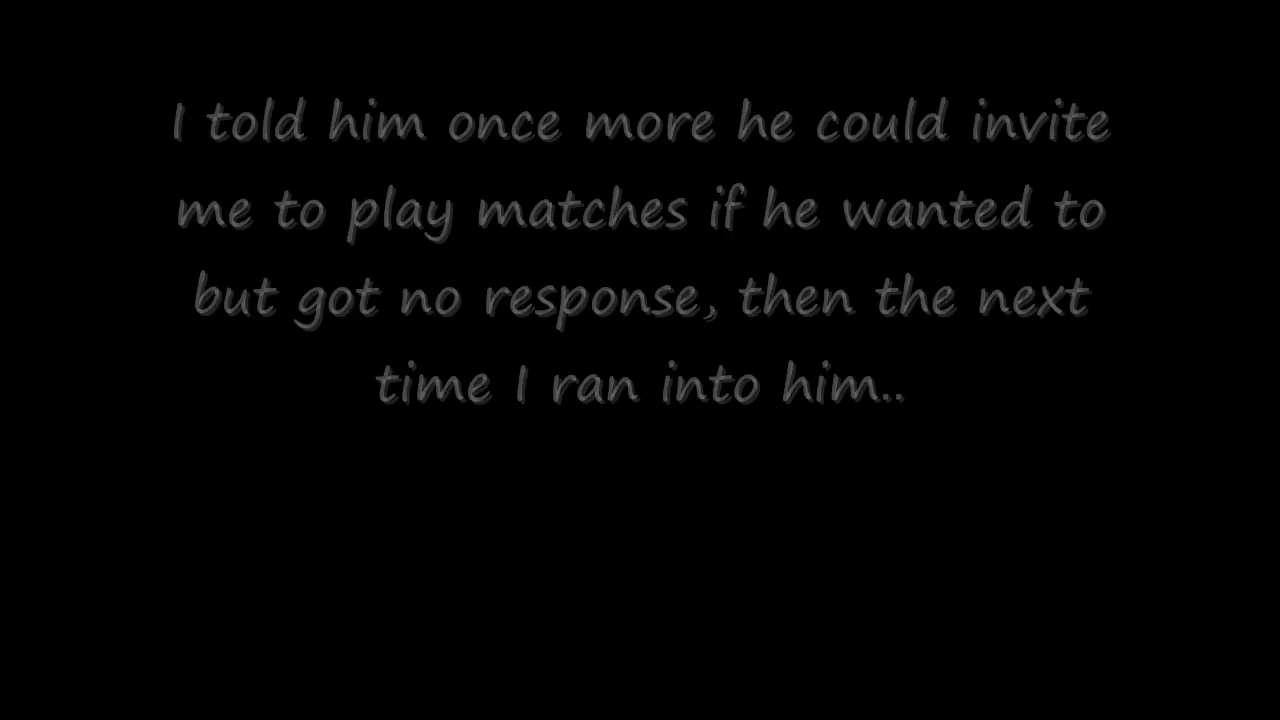 I told him once more he could invite
me to play matches if he wanted to
but got no response, then the next
time I ran into him..